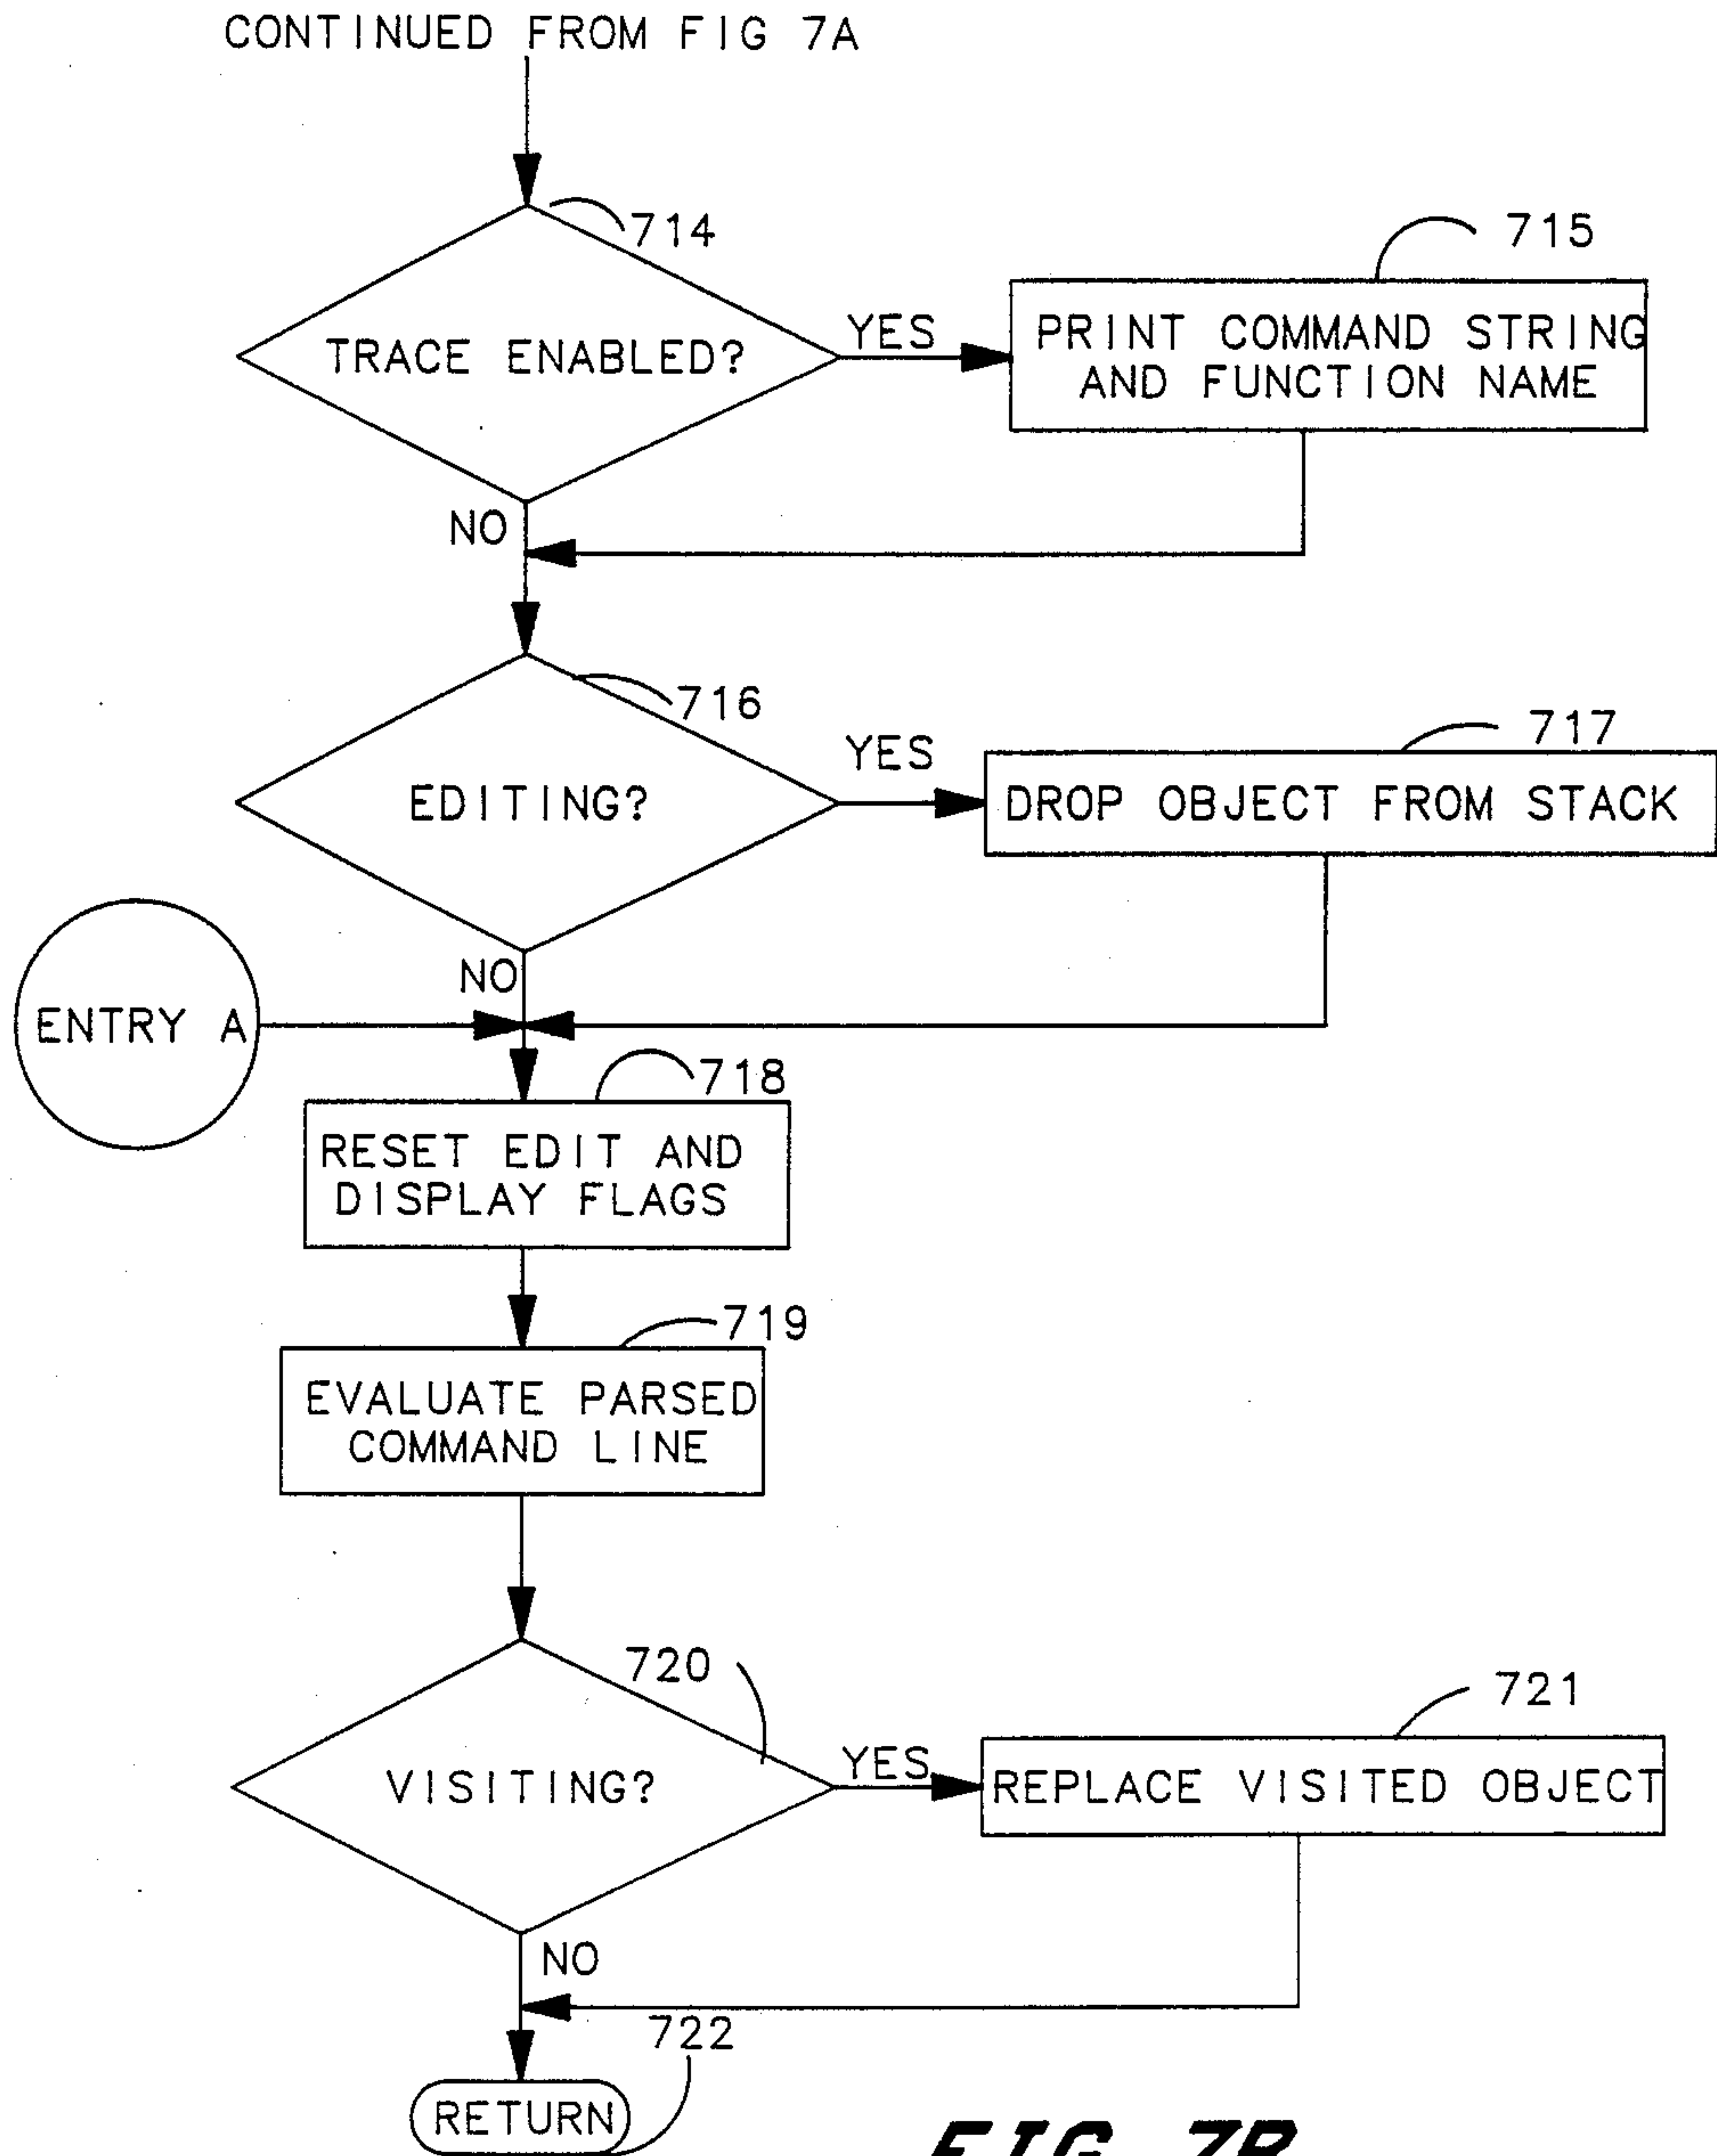 CONTINUED FROM FIG 7A
714
715
TRACE ENABLED?
YES
PRINT COMMAND STRING
AND FUNCTION NAME
NO
716
717
EDITING?
YES
DROP OBJECT FROM STACK
NO
ENTRY A
718
RESET EDIT AND
DISPLAY FLAGS
719
EVALUATE PARSED
COMMAND LINE
720
721
VISITING?
YES
REPLACE VISITED OBJECT
NO
722
RETURN
FIG 7B